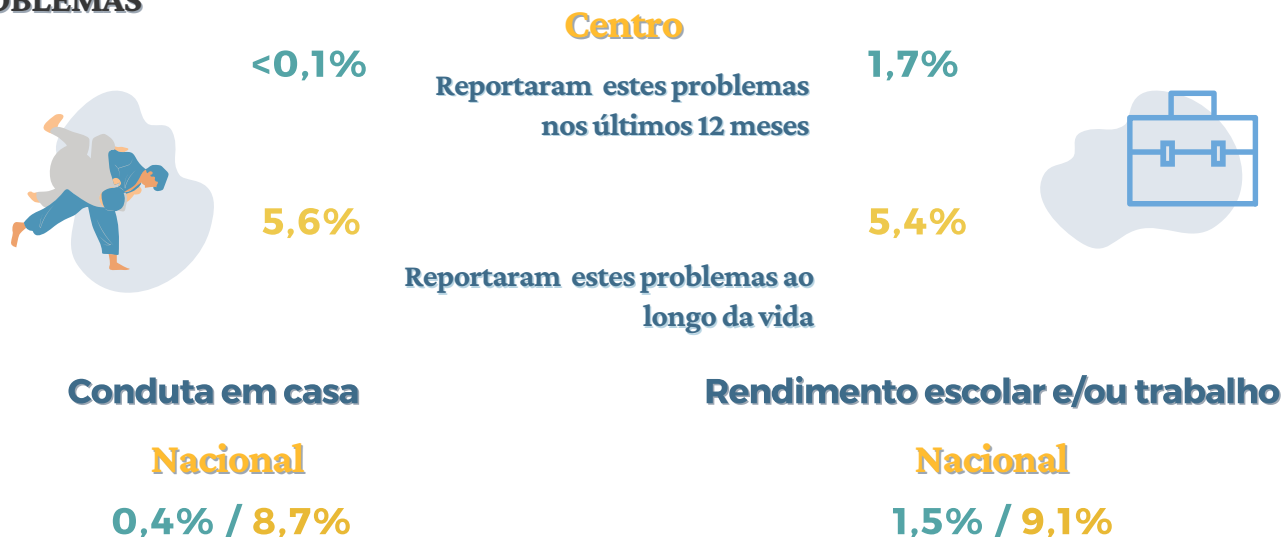 Centro
<0,1%
1,7%
Reportaram estes problemas
nos últimos 12 meses
5,6%
5,4%
Reportaram estes problemas ao
longo da vida
Conduta em casa
Rendimento escolar e/ou trabalho
Nacional
Nacional
0,4% / 8,7%
1,5% / 9,1%